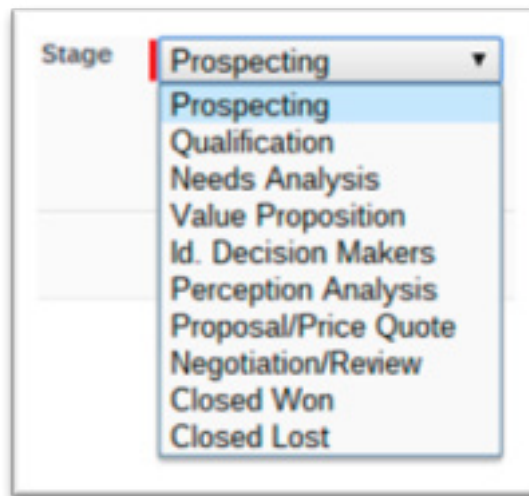 Stage
Prospecting
Prospecting
Qualification
Needs Analysis
Value Proposition
Id. Decision Makers
Perception Analysis
Proposal/Price Quote
Negotiation/Review
Closed Won
Closed Lost